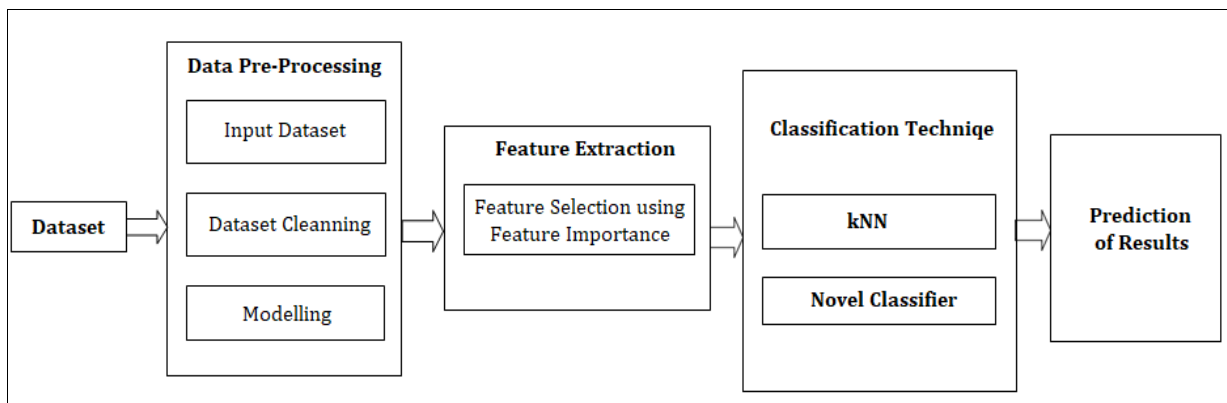 Dataset
Data Pre-Processing
Input Dataset
Dataset Cleanning
Modelling
Feature Extraction
Feature Selection using
Feature Importance
Classification Techniqe
kNN
Novel Classifier
Prediction
of Results